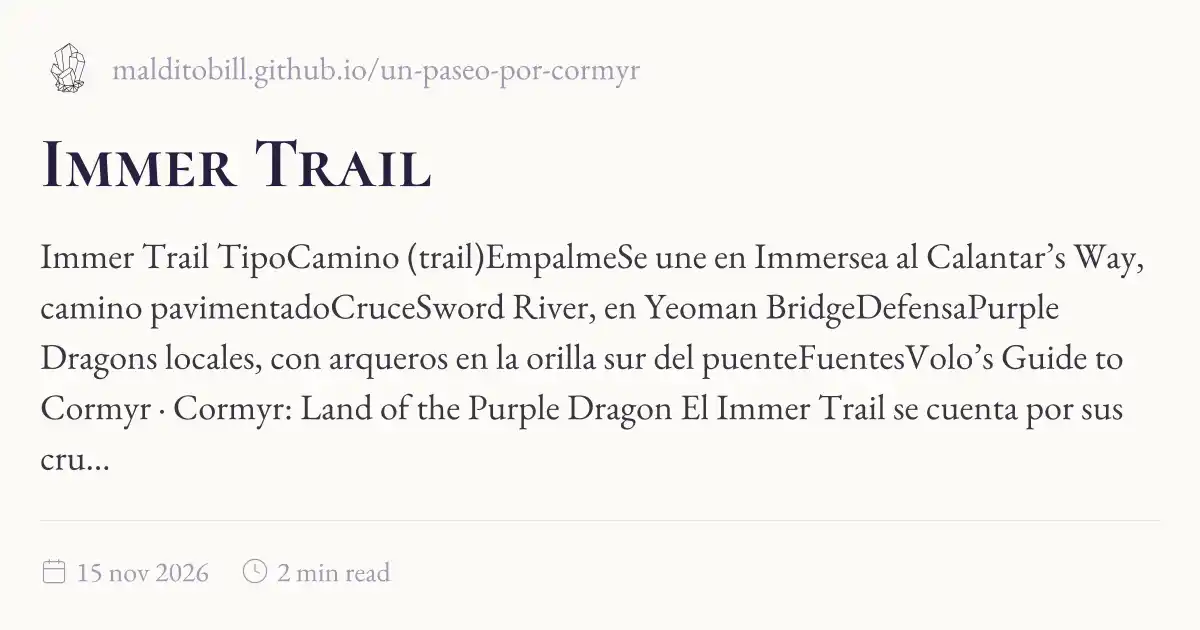 malditobill.github.io/un-paseo-por-cormyr
Immer Trail
Immer Trail TipoCamino (trail)EmpalmeSe une en Immersea al Calantar’s Way,
camino pavimentadoCruceSword River, en Yeoman BridgeDefensaPurple
Dragons locales, con arqueros en la orilla sur del puenteFuentesVolo’s Guide to
Cormyr · Cormyr: Land of the Purple Dragon El Immer Trail se cuenta por sus
cru...
15 nov 2026 2 min read